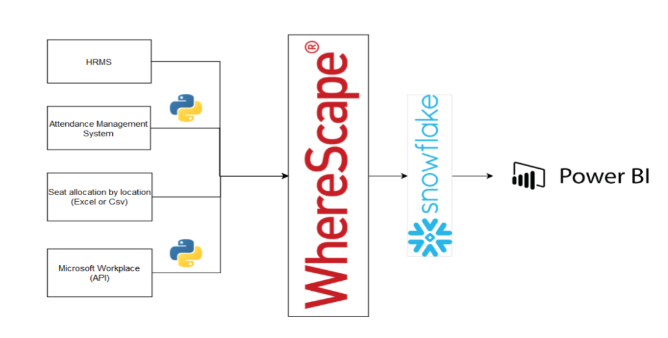 HRMS
Attendance Management
System
Seat allocation by location
(Excel or Csv)
Microsoft Workplace
(API)
WhereScape®
snowflake
Power BI